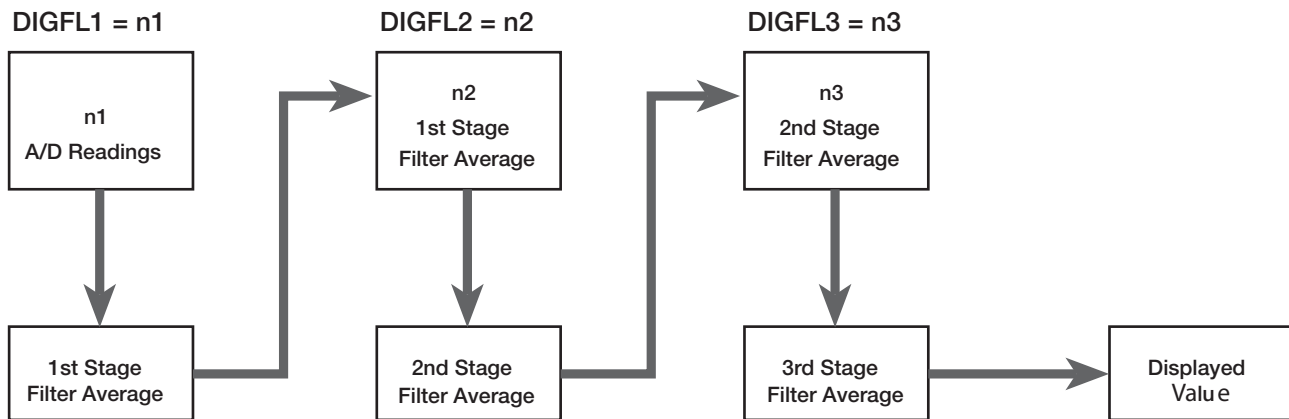 DIGFL1 = n1
n1
A/D Readings
1st Stage
Filter Average
DIGFL2 = n2
n2
1st Stage
Filter Average
2nd Stage
Filter Average
DIGFL3 = n3
n3
2nd Stage
Filter Average
3rd Stage
Filter Average
Displayed
Value